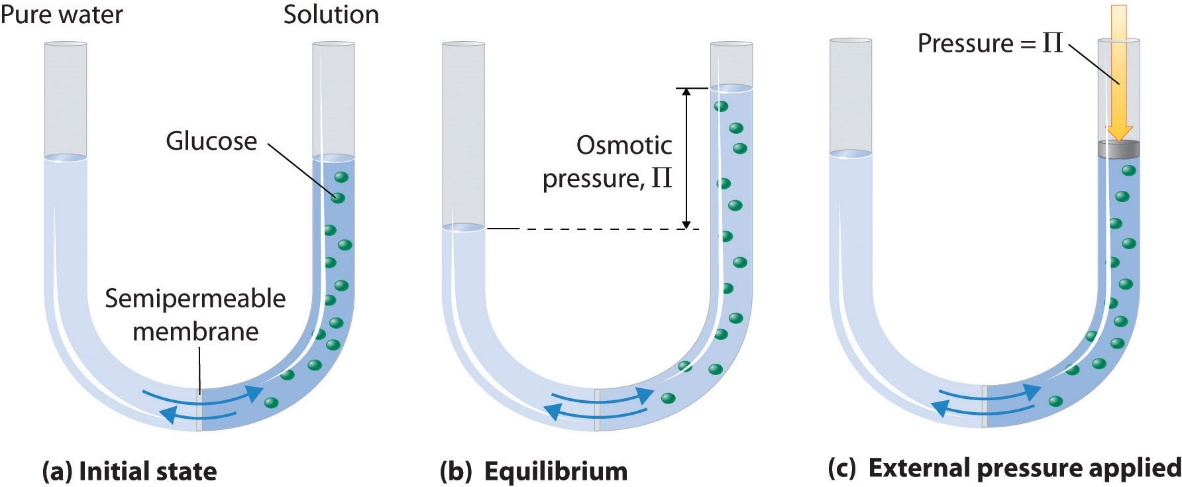 Pure water
Solution
Glucose
Semipermeable
membrane
(a) Initial state
Osmotic
pressure, Π
(b) Equilibrium
Pressure = Π
(c) External pressure applied